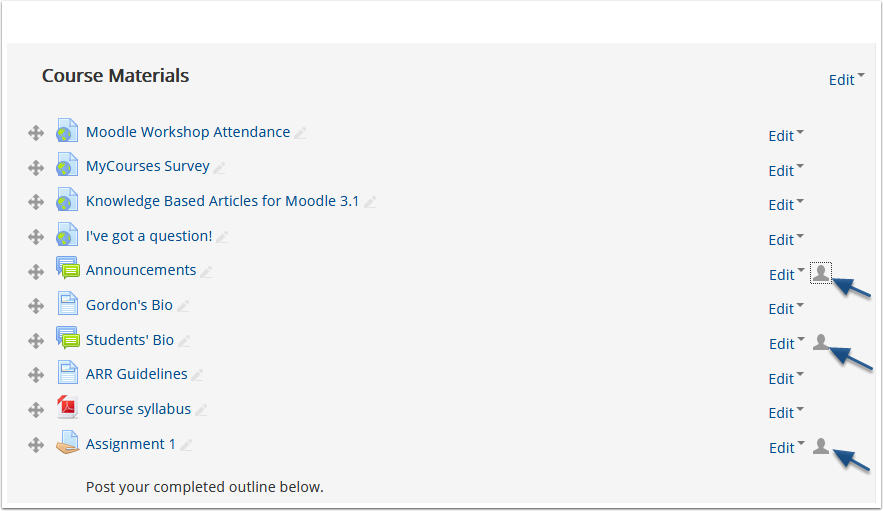 Course Materials Edit
Moodle Workshop Attendance Edit
MyCourses Survey Edit
Knowledge Based Articles for Moodle 3.1 Edit
I've got a question! Edit
Announcements Edit
Gordon's Bio Edit
Students' Bio Edit
ARR Guidelines Edit
Course syllabus Edit
Assignment 1 Edit
Post your completed outline below.